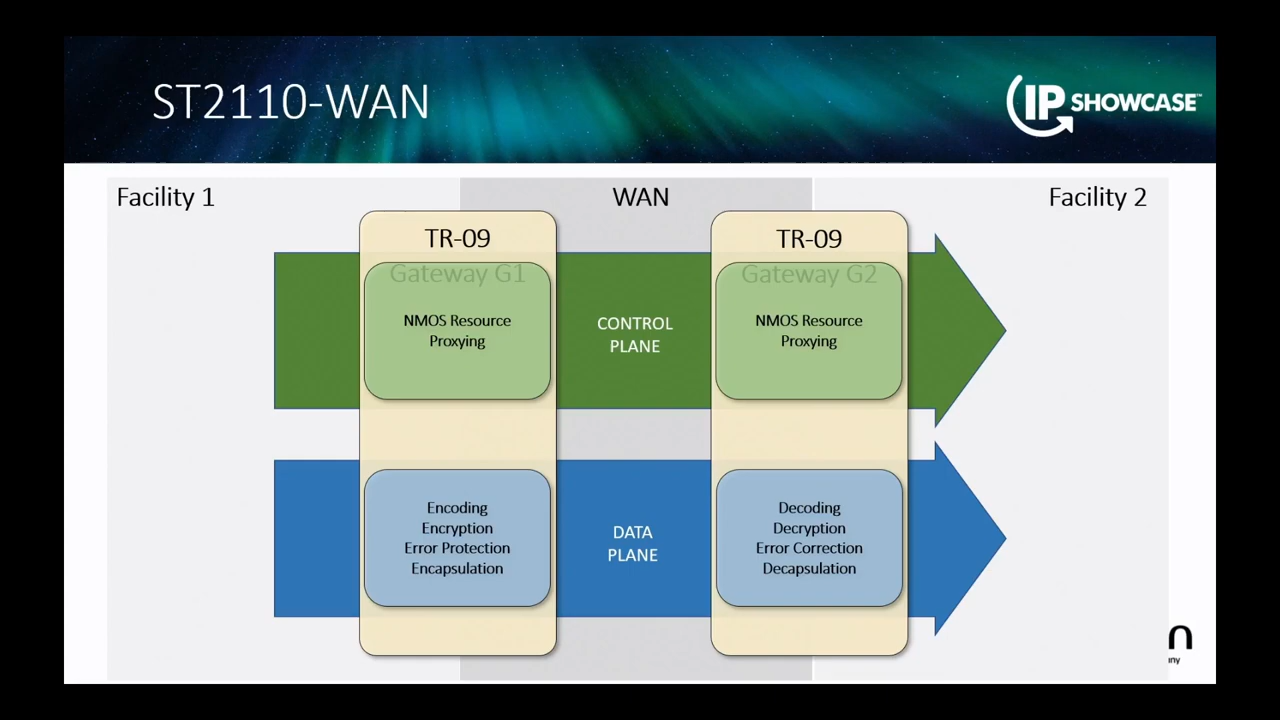 ST2110-WAN
IP SHOWCASE™
Facility 1
WAN
Facility 2
TR-09
Gateway G1
NMOS Resource
Proxying
CONTROL
PLANE
TR-09
Gateway G2
NMOS Resource
Proxying
Encoding
Encryption
Error Protection
Encapsulation
DATA
PLANE
Decoding
Decryption
Error Correction
Decapsulation